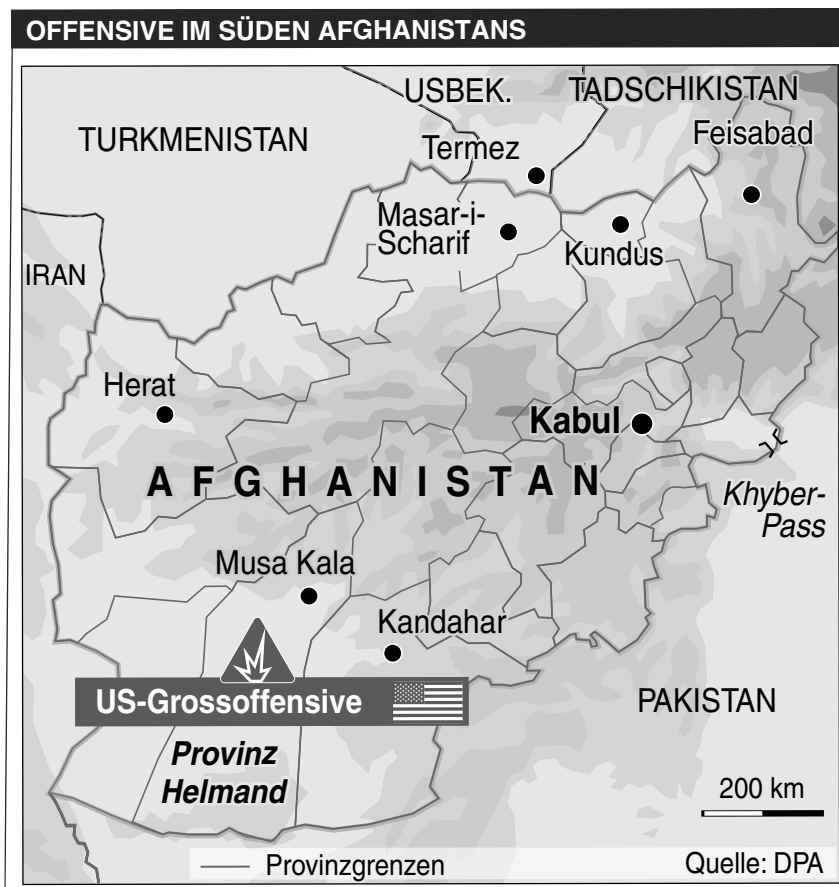 OFFENSIVE IM SÜDEN AFGHANISTANS
USBEK.
TADSCHIKISTAN
TURKMENISTAN
Termez
Feisabad
Masar-i-
Scharif
Kundus
IRAN
Herat
Kabul
AFGHANISTAN
Khyber-
Pass
Musa Kala
Kandahar
US-Grossoffensive
PAKISTAN
Provinz
Helmand
200 km
Provinzgrenzen
Quelle: DPA